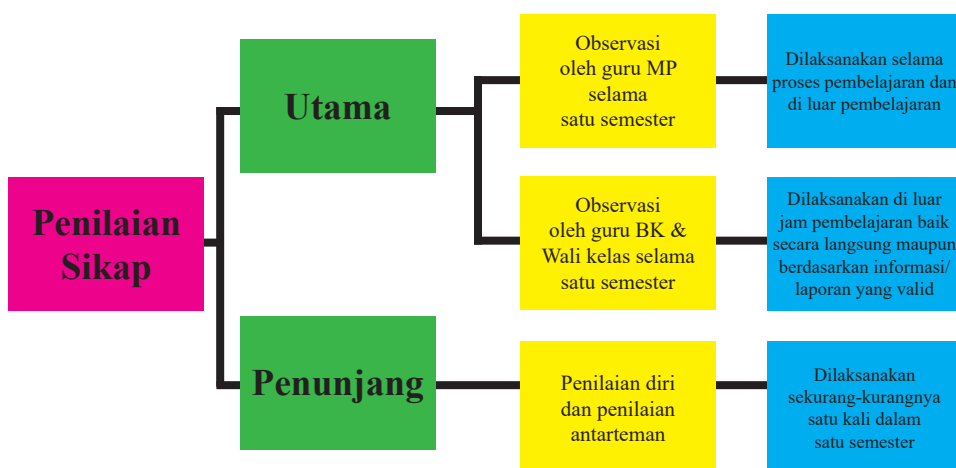 Penilaian
Sikap
Utama
Observasi
oleh guru MP
selama
satu semester
Dilaksanakan selama
proses pembelajaran dan
di luar pembelajaran
Observasi
oleh guru BK &
Wali kelas selama
satu semester
Dilaksanakan di luar
jam pembelajaran baik
secara langsung maupun
berdasarkan informasi/
laporan yang valid
Penunjang
Penilaian diri
dan penilaian
antarteman
Dilaksanakan
sekurang-kurangnya
satu kali dalam
satu semester